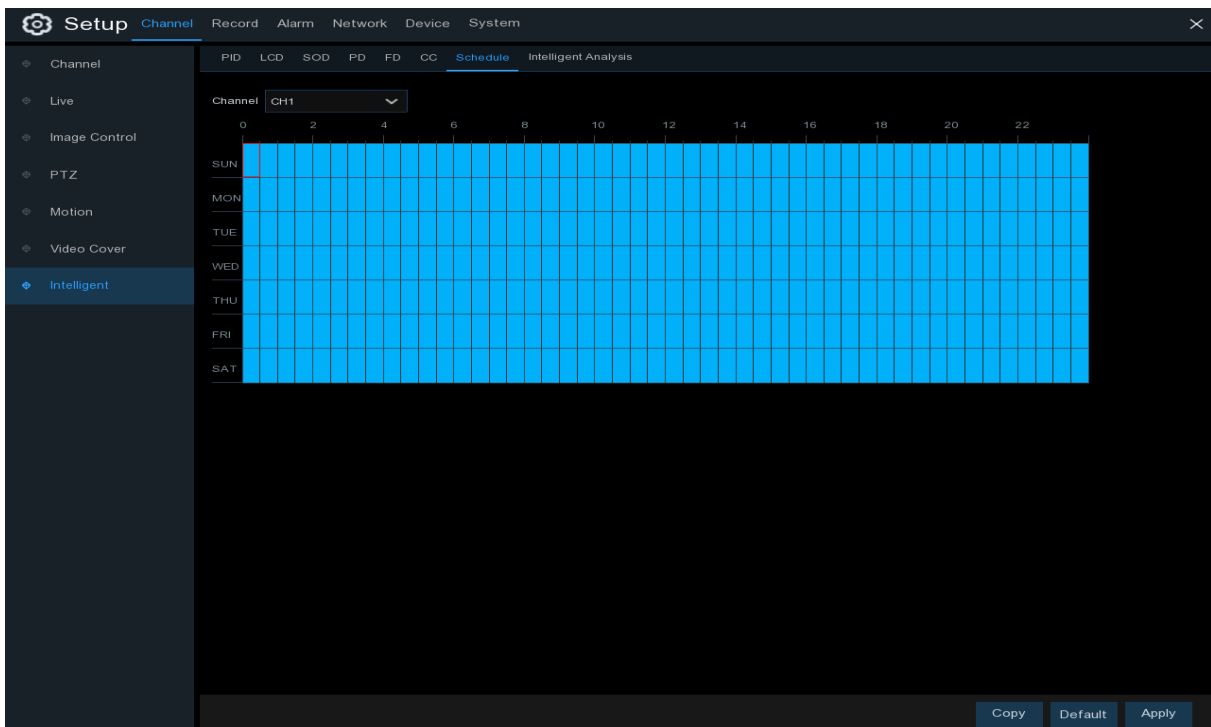 Setup Channel Record Alarm Network Device System
Channel
Live
Image Control
PTZ
Motion
Video Cover
Intelligent
PID LCD SOD PD FD CC Schedule Intelligent Analysis
Channel CH1
0 2 4 6 8 10 12 14 16 18 20 22
SUN
MON
TUE
WED
THU
FRI
SAT
Copy Default Apply